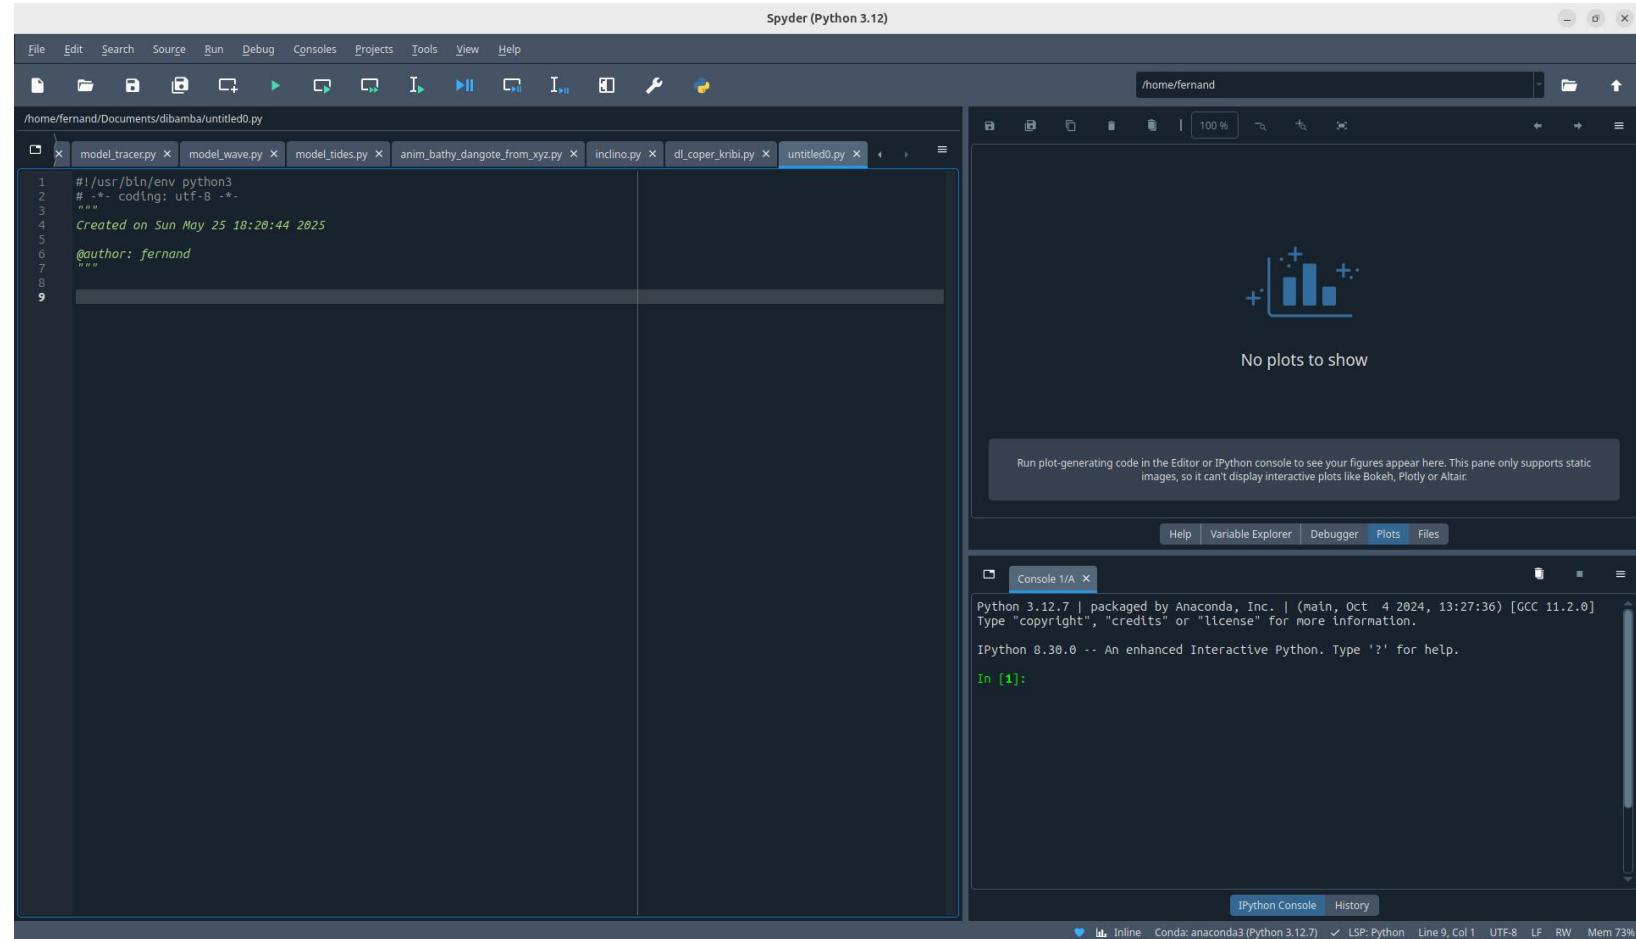 Spyder (Python 3.12)
File Edit Search Source Run Debug Consoles Projects Tools View Help
/home/fernand
/home/fernand/Documents/dibamba/untitled0.py
100 %
model_tracer.py model_wave.py model_tides.py anim_bathy_dangote_from_xyz.py inclino.py dl_coper_kribi.py untitled0.py
1 #!/usr/bin/env python3
2 # -*- coding: utf-8 -*-
3 """
4 Created on Sun May 25 18:20:44 2025
5
6 @author: fernand
7 """
8
9
No plots to show
Run plot-generating code in the Editor or IPython console to see your figures appear here. This pane only supports static
images, so it can't display interactive plots like Bokeh, Plotly or Altair.
Help Variable Explorer Debugger Plots Files
Console 1/A
Python 3.12.7 | packaged by Anaconda, Inc. | (main, Oct  4 2024, 13:27:36) [GCC 11.2.0]
Type "copyright", "credits" or "license" for more information.
IPython 8.30.0 -- An enhanced Interactive Python. Type '?' for help.
In [1]:
IPython Console History
Inline Conda: anaconda3 (Python 3.12.7) LSP: Python Line 9, Col 1 UTF-8 LF RW Mem 73%